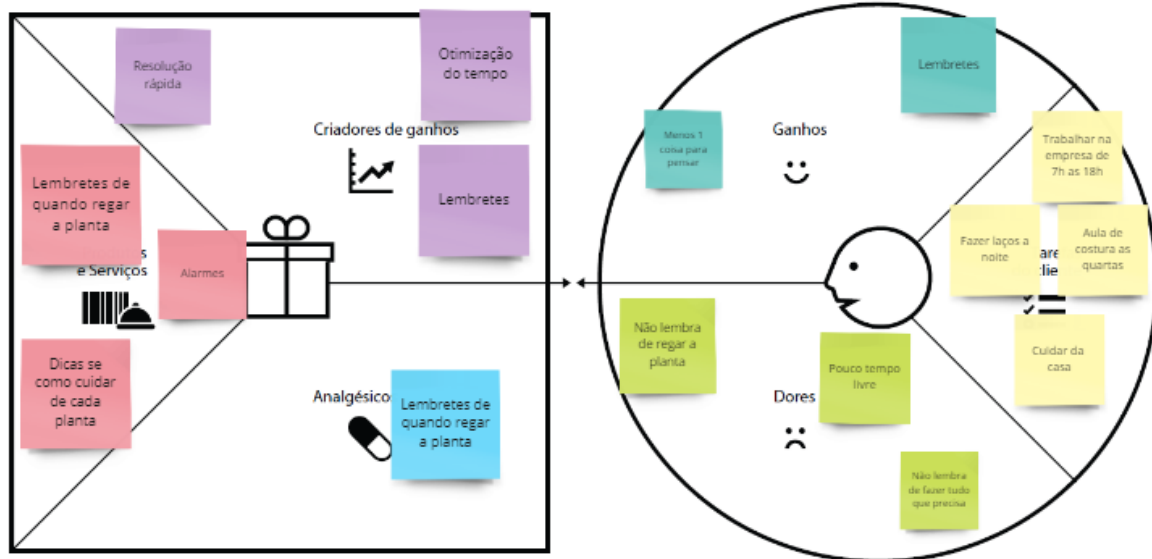 Resolução
rápida
Otimização
do tempo
Criadores de ganhos
Lembretes
Lembretes de
quando regar
a planta
e Serviços
Alarmes
Dicas se
como cuidar
de cada
planta
Analgésico
Lembretes de
quando regar
a planta
Lembretes
Menos 1
coisa para
pensar
Ganhos
Trabalhar na
empresa de
7h as 18h
Fazer laços a
noite
Aula de
costura as
quartas
Cuidar da
casa
Não lembra
de regar a
planta
Pouco tempo
livre
Dores
Não lembra
de fazer tudo
que precisa